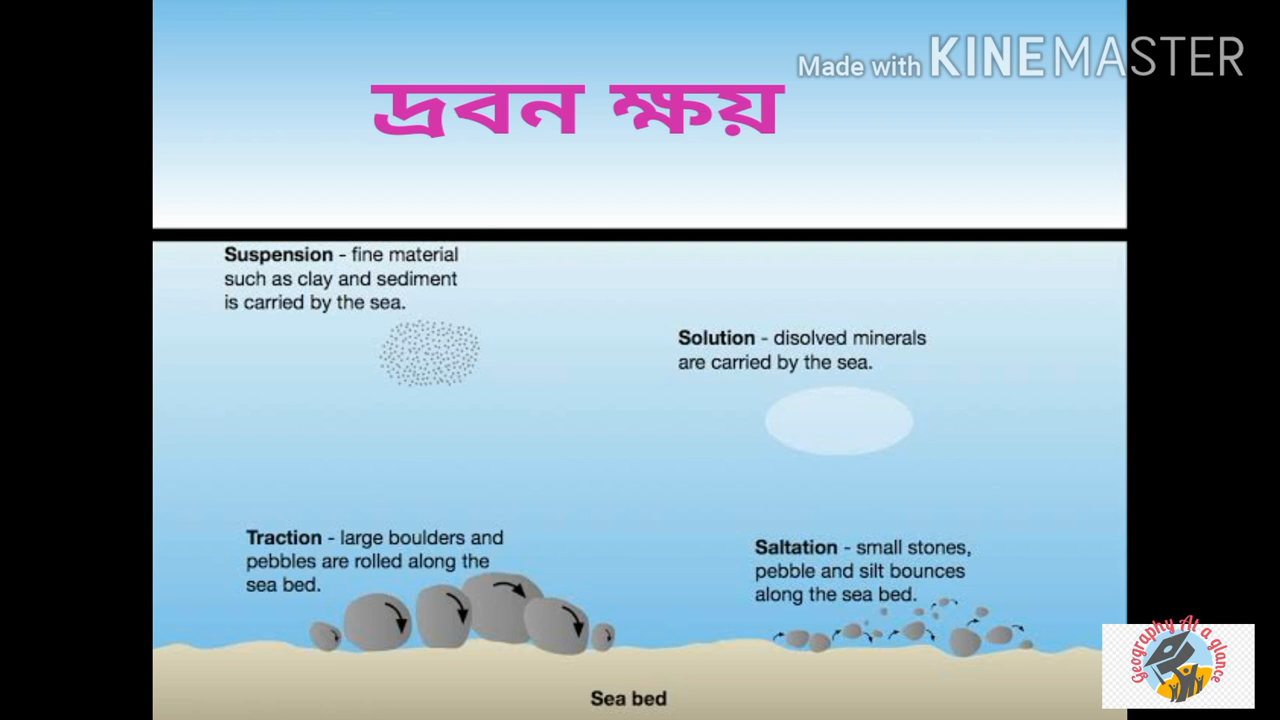 Made with KINEMASTER
দ্রবন ক্ষয়
Suspension - fine material
such as clay and sediment
is carried by the sea.
Solution - disolved minerals
are carried by the sea.
Traction - large boulders and
pebbles are rolled along the
sea bed.
Saltation - small stones,
pebble and silt bounces
along the sea bed.
Geography At a glance
Sea bed